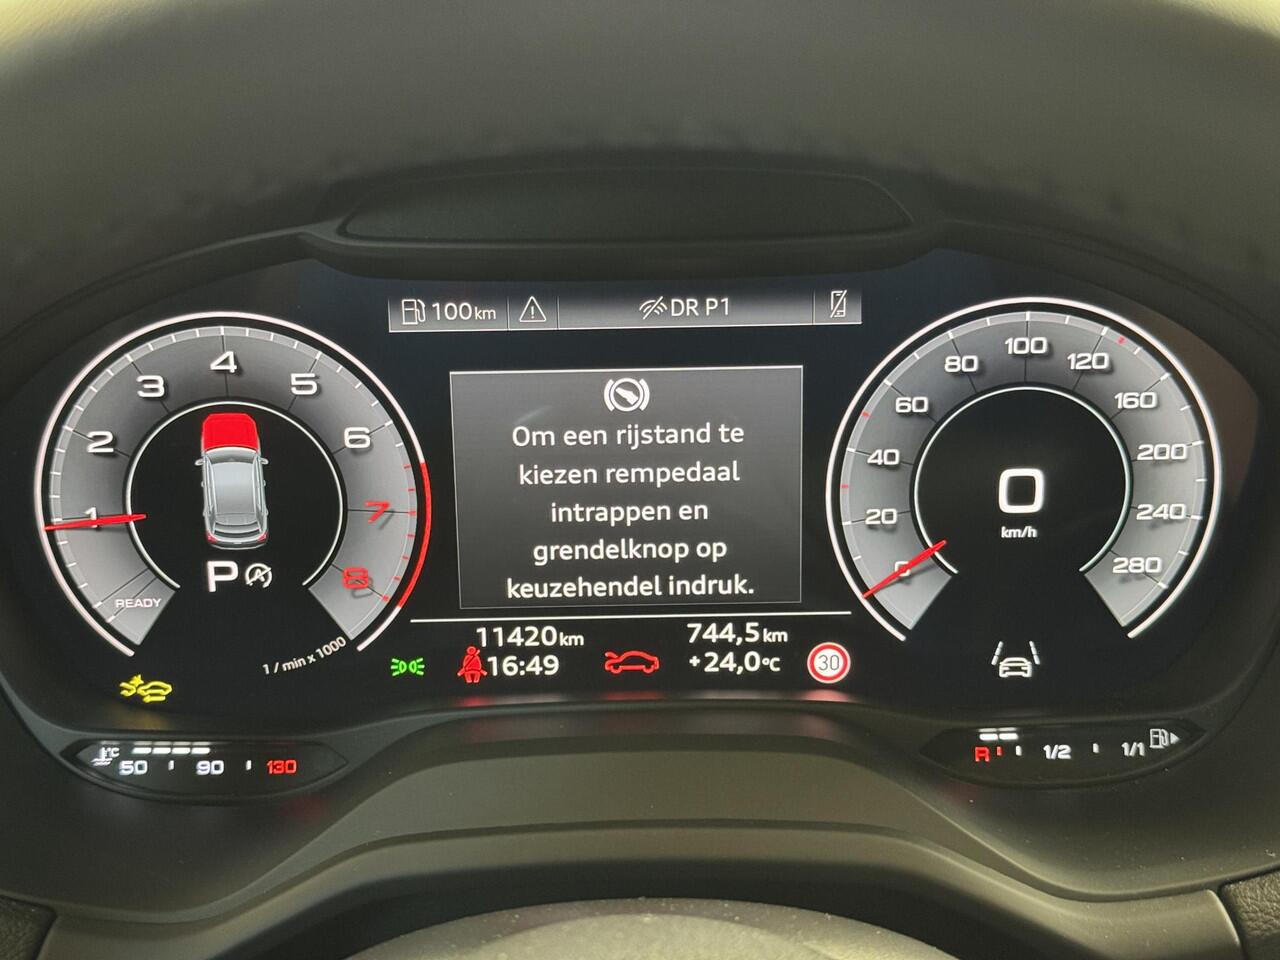 100km
DR P1
1
2
3
4
5
6
7
8
READY
1 / min x 1000
P
Om een rijstand te
kiezen rempedaal
intrappen en
grendelknop op
keuzehendel indruk.
0
20
40
60
80
100
120
160
200
240
280
0
km/h
11420km
744,5km
16:49
+24,0°C
30
°C
50
90
130
R
1/2
1/1